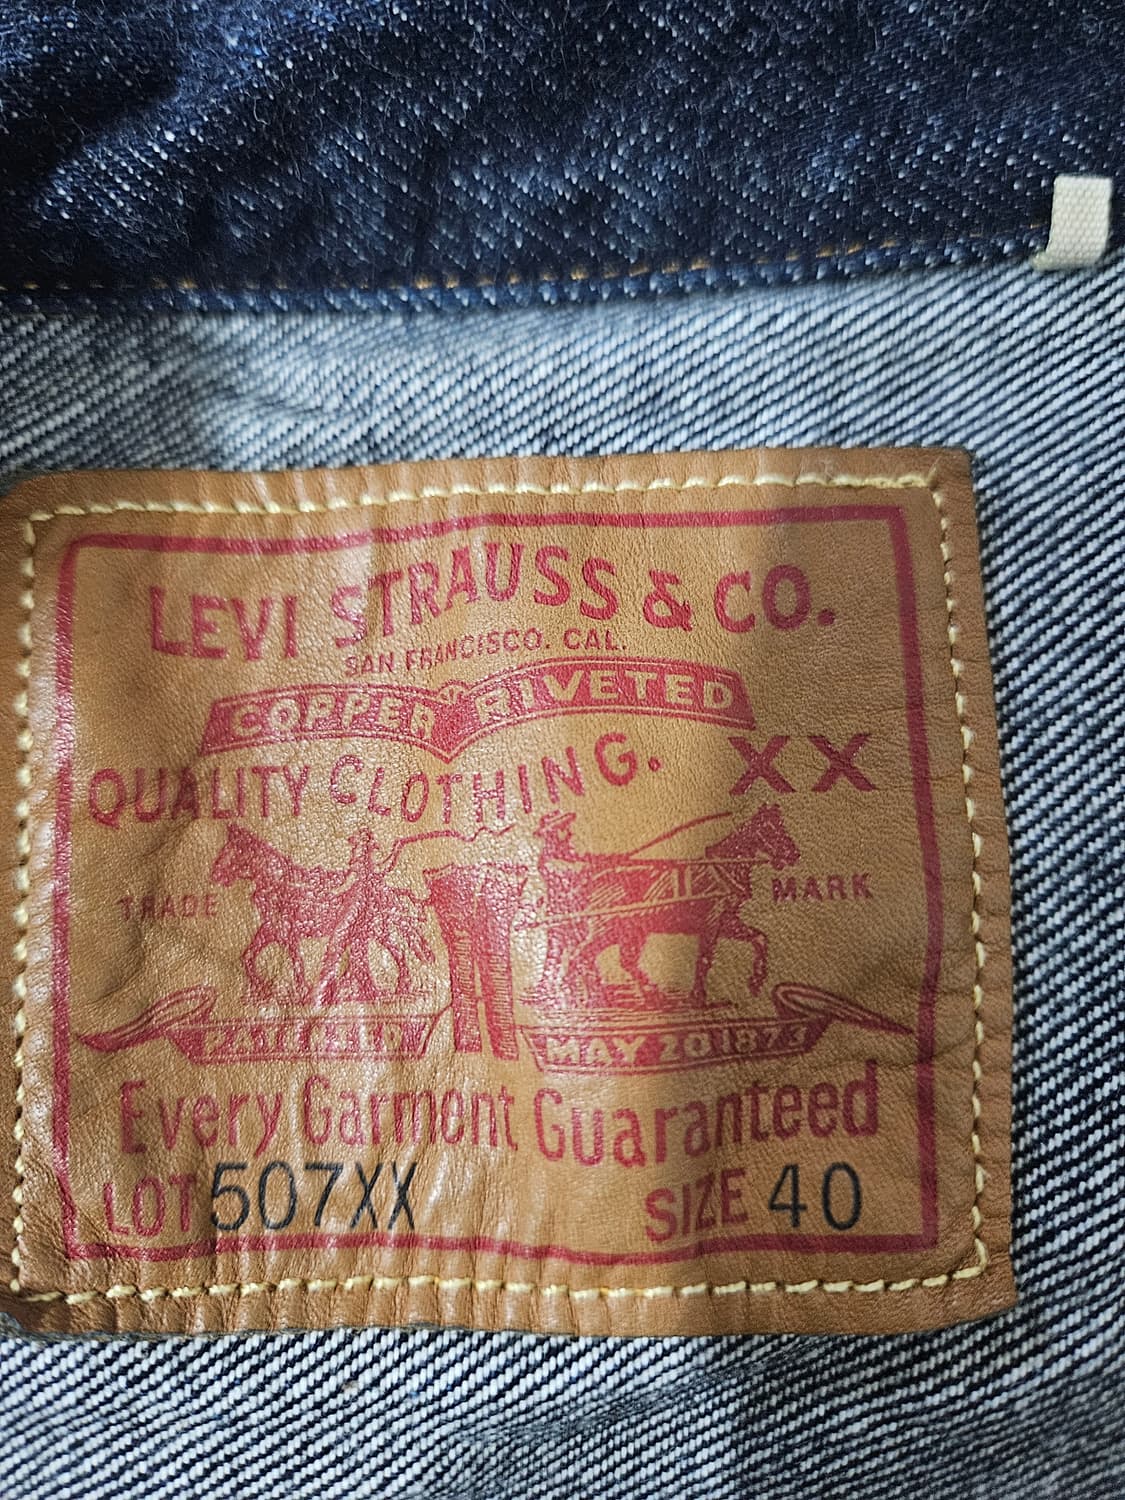 LEVI STRAUSS & CO.
SAN FRANCISCO. CAL.
COPPER RIVETED
QUALITY CLOTHING. XX
TRADE MARK
MAY 20 1873
Every Garment Guaranteed
LOT 507XX SIZE 40